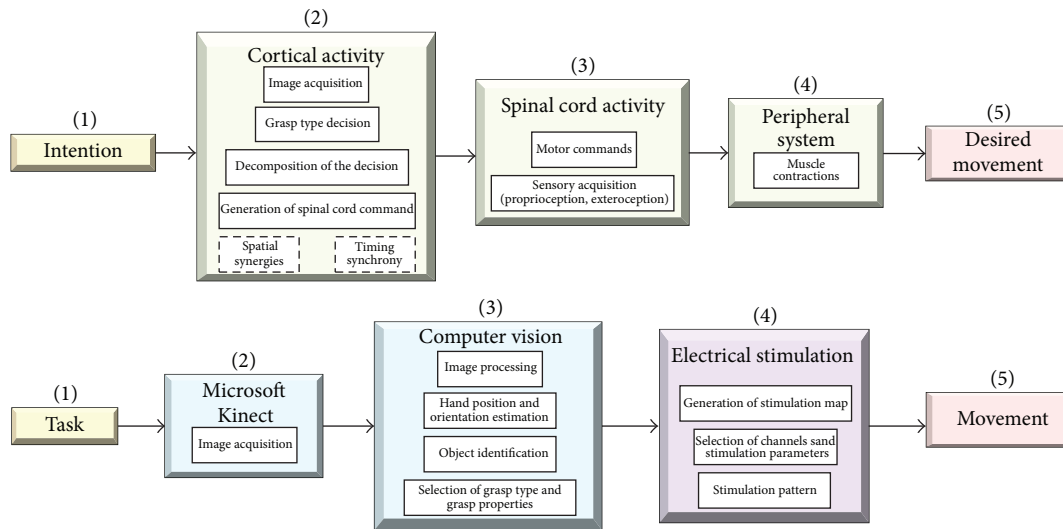 (1)
Intention
(2)
Cortical activity
Image acquisition
Grasp type decision
Decomposition of the decision
Generation of spinal cord command
Spatial
synergies
Timing
synchrony
(3)
Spinal cord activity
Motor commands
Sensory acquisition
(proprioception, exteroception)
(4)
Peripheral
system
Muscle
contractions
(5)
Desired
movement
(1)
Task
(2)
Microsoft
Kinect
Image acquisition
(3)
Computer vision
Image processing
Hand position and
orientation estimation
Object identification
Selection of grasp type and
grasp properties
(4)
Electrical stimulation
Generation of stimulation map
Selection of channels sand
stimulation parameters
Stimulation pattern
(5)
Movement